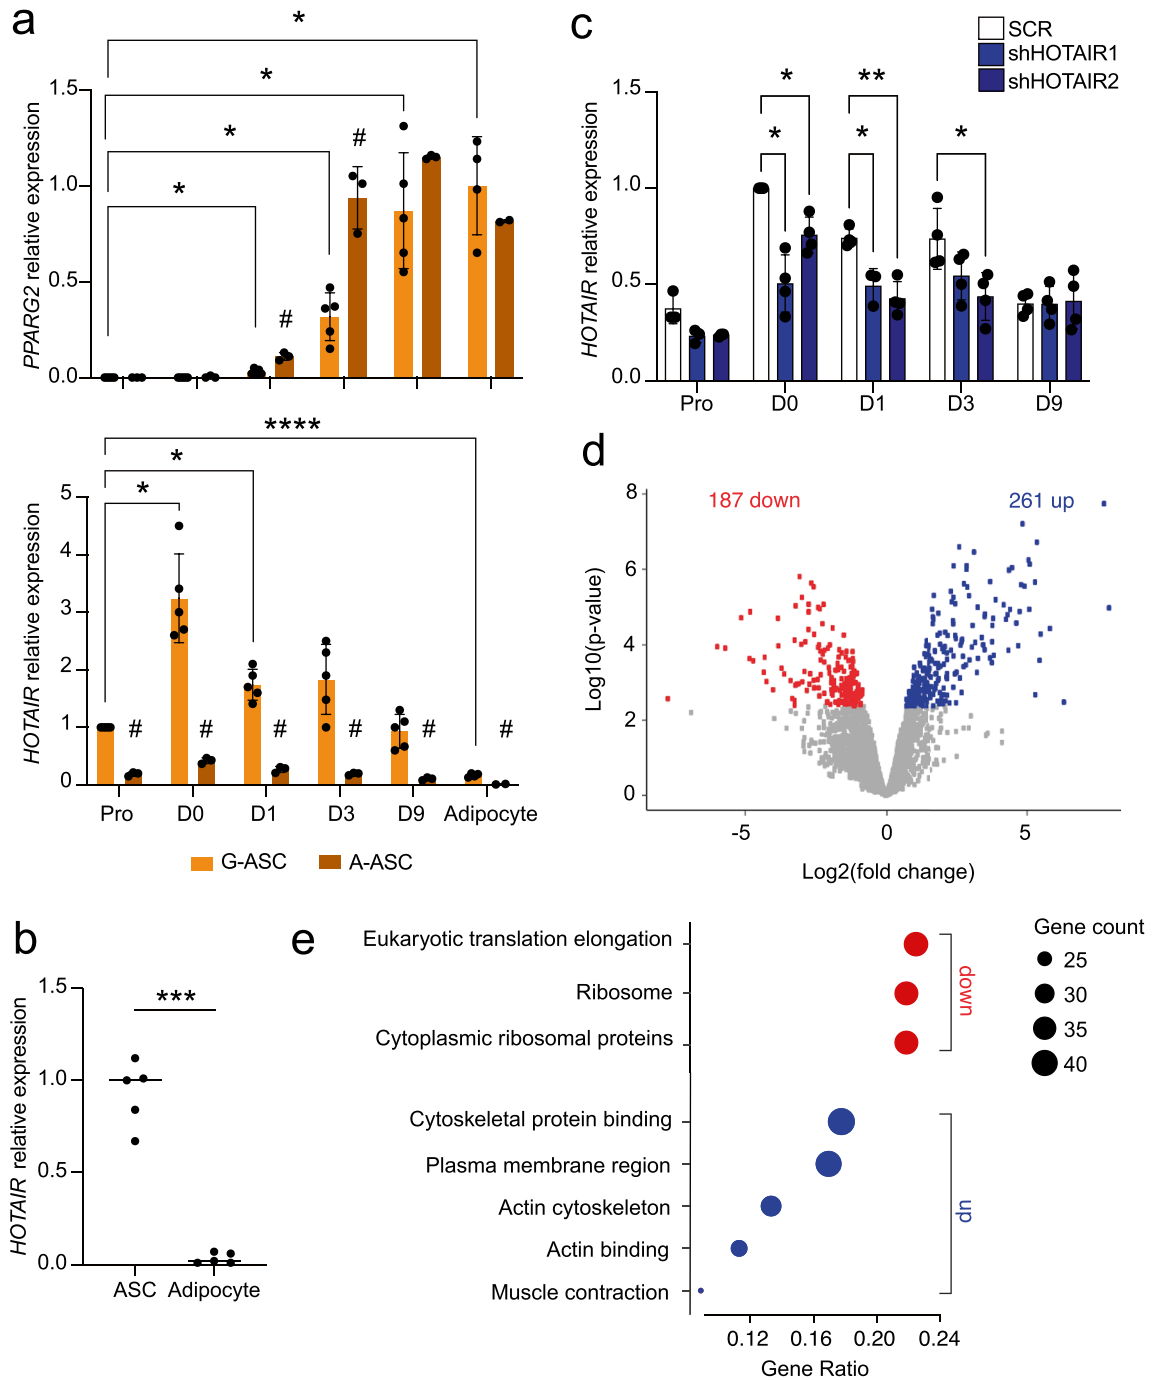 a
*
*
*
*
#
#
1.5
1.0
0.5
0.0
PPARG2 relative expression
****
*
*
5
4
3
2
1
0
HOTAIR relative expression
# # # # # #
Pro D0 D1 D3 D9 Adipocyte
G-ASC A-ASC
b
***
1.5
1.0
0.5
0.0
HOTAIR relative expression
ASC Adipocyte
c
SCR
shHOTAIR1
shHOTAIR2
* **
* * *
1.5
1.0
0.5
0.0
HOTAIR relative expression
Pro D0 D1 D3 D9
d
187 down 261 up
8
6
4
2
0
Log10(p-value)
-5 0 5
Log2(fold change)
e
Eukaryotic translation elongation
Ribosome
Cytoplasmic ribosomal proteins
down
Cytoskeletal protein binding
Plasma membrane region
Actin cytoskeleton
Actin binding
Muscle contraction
up
0.12 0.16 0.20 0.24
Gene Ratio
Gene count
25
30
35
40